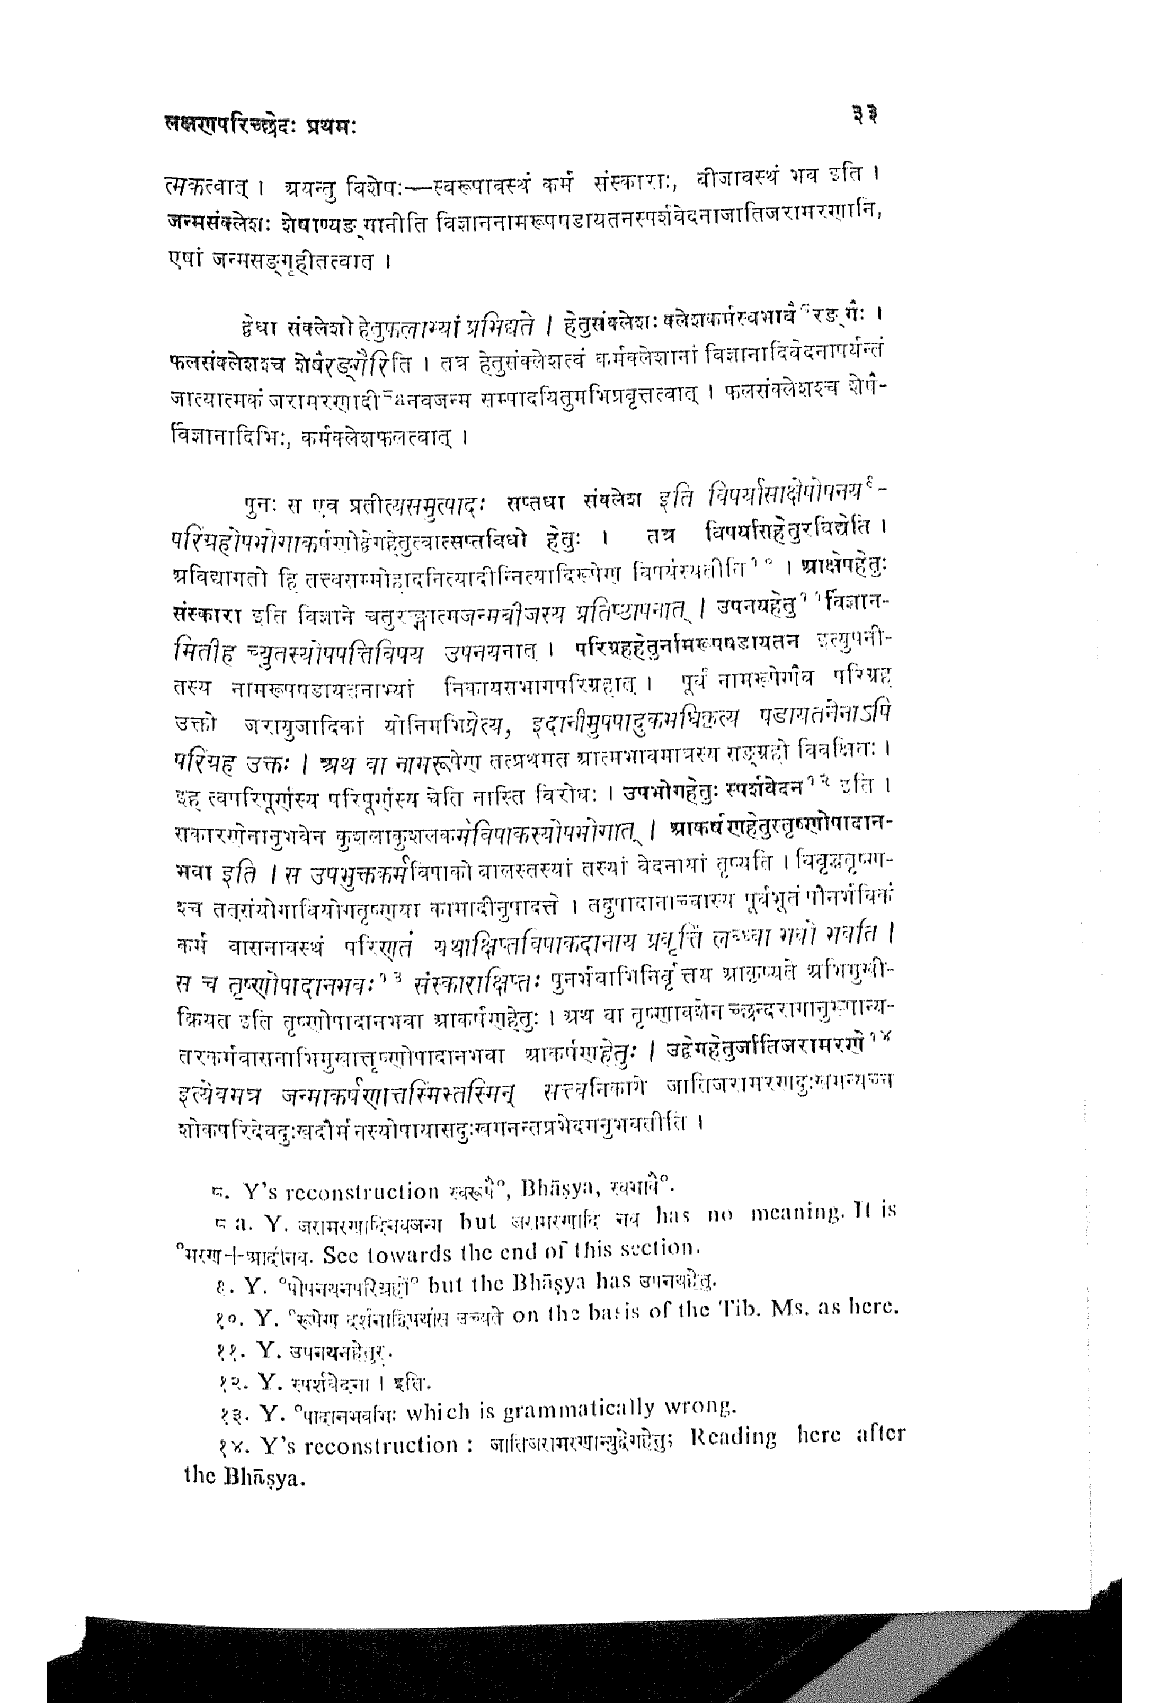 लक्षणपरिच्छेदः प्रथमः
३३
त्मकत्वात् । अयन्तु विशेषः—स्वरूपावस्थं कर्म संस्काराः, बीजावस्थं भव इति ।
जन्मसंक्लेशः शेषाण्यङ्गानीति विज्ञाननामरूपषडायतनस्पर्शवेदनाजातिजरामरणानि,
एषां जन्मसङ्गृहीतत्वात् ।
द्वेधा संक्लेशो हेतुफलाभ्यां प्रभिद्यते । हेतुसंक्लेशः क्लेशकर्मस्वभावै८रङ्गैः ।
फलसंक्लेशश्च शेषैरङ्गैरिति । तत्र हेतुसंक्लेशत्वं कर्मक्लेशानां विज्ञानादिवेदनापर्यन्तं
जात्यात्मकं जरामरणादी८aनवजन्म सम्पादयितुमभिप्रवृत्तत्वात् । फलसंक्लेशश्च शेषै-
र्विज्ञानादिभिः, कर्मक्लेशफलत्वात् ।
पुनः स एव प्रतीत्यसमुत्पादः सप्तधा संक्लेश इति विपर्यासाक्षेपोपनय९-
परिग्रहोपभोगाकर्षणोद्वेगहेतुत्वात्सप्तविधो हेतुः । तत्र विपर्यासहेतुरविद्येति ।
अविद्यागतो हि तत्त्वसम्मोहादनित्यादीन्नित्यादिरूपेण विपर्यस्यतीति१० । आक्षेपहेतुः
संस्कारा इति विज्ञाने चतुरङ्गात्मजन्मबीजस्य प्रतिष्ठापनात् । उपनयहेतु११र्विज्ञान-
मितीह च्युतस्योपपत्तिविषय उपनयनात् । परिग्रहहेतुर्नामरूपषडायतन इत्युपनी-
तस्य नामरूपषडायतनाभ्यां निकायसभागपरिग्रहात् । पूर्वं नामरूपेणैव परिग्रह
उक्तो जरायुजादिकां योनिमभिप्रेत्य, इदानीमुपपादुकमधिकृत्य षडायतनेनाऽपि
परिग्रह उक्तः । अथ वा नामरूपेण तत्प्रथमत आत्मभावमात्रस्य सङ्ग्रहो विवक्षितः ।
इह त्वपरिपूर्णस्य परिपूर्णस्य चेति नास्ति विरोधः । उपभोगहेतुः स्पर्शवेदन१२ इति ।
सकारणेनानुभवेन कुशलाकुशलकर्मविपाकस्योपभोगात् । आकर्षणहेतुस्तृष्णोपादान-
भवा इति । स उपभुक्तकर्मविपाको बालस्तस्यां तस्यां वेदनायां तृष्यति । विवृद्धतृष्ण-
श्च तत्संयोगावियोगतृष्णया कामादीनुपादत्ते । तदुपादानाच्चास्य पूर्वभूतं पौनर्भविकं
कर्म वासनावस्थं परिणतं यथाक्षिप्तविपाकदानाय प्रवृत्तिं लब्ध्वा भवो भवति ।
स च तृष्णोपादानभवः१३ संस्काराक्षिप्तः पुनर्भवाभिनिर्वृत्तय आकृष्यते अभिमुखी-
क्रियत इति तृष्णोपादानभवा आकर्षणहेतुः । अथ वा तृष्णावशेन च्छन्दरागानुरूपान्य-
तरकर्मवासनाभिमुखात्तृष्णोपादानभवा आकर्षणहेतुः । उद्वेगहेतुर्जातिजरामरणे१४
इत्येवमत्र जन्माकर्षणात्तस्मिंस्तस्मिन् सत्त्वनिकाये जातिजरामरणदुःखमन्यच्च
शोकपरिदेवदुःखदौर्मनस्योपायासदुःखमनन्तप्रभेदमनुभवतीति ।
८. Y's reconstruction स्वरूपै°, Bhāṣya, स्वभावै°.
८ a. Y. जरामरणादिनवजन्म but जरामरणादि नव has no meaning. It is
°मरण+आदीनव. See towards the end of this section.
९. Y. °पोपनयनपरिग्रहो° but the Bhāṣya has उपनयहेतु.
१०. Y. °रूपेण दर्शनाद्विपर्यास उच्यते on the basis of the Tib. Ms. as here.
११. Y. उपनयनहेतुर्.
१२. Y. स्पर्शवेदना । इति.
१३. Y. °पादानभवर्भाभिः which is grammatically wrong.
१४. Y's reconstruction : जातिजरामरणान्युद्वेगहेतुः Reading here after
the Bhāṣya.